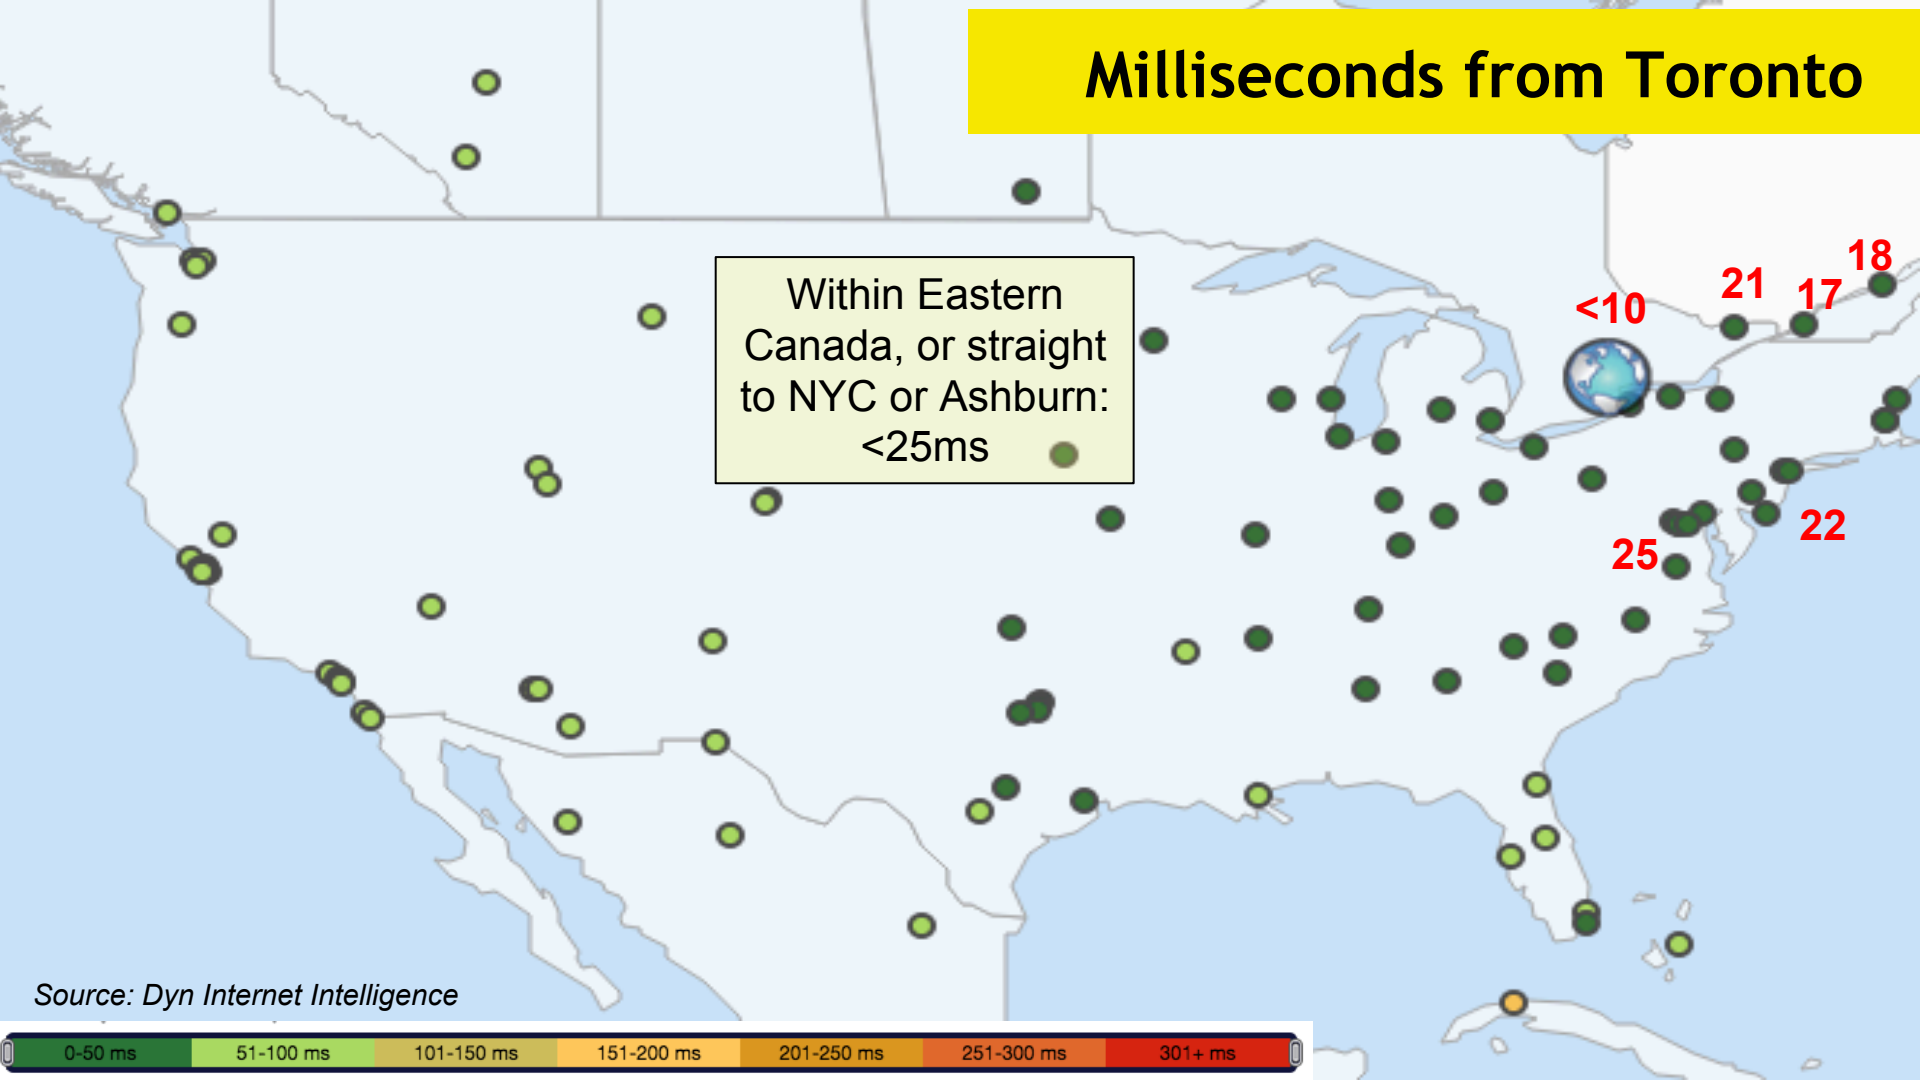 Milliseconds from Toronto
18
21
17
<10
Within Eastern
Canada, or straight
to NYC or Ashburn:
<25ms
22
25
Source: Dyn Internet Intelligence
0-50 ms
51-100 ms
101-150 ms
151-200 ms
201-250 ms
251-300 ms
301+ ms